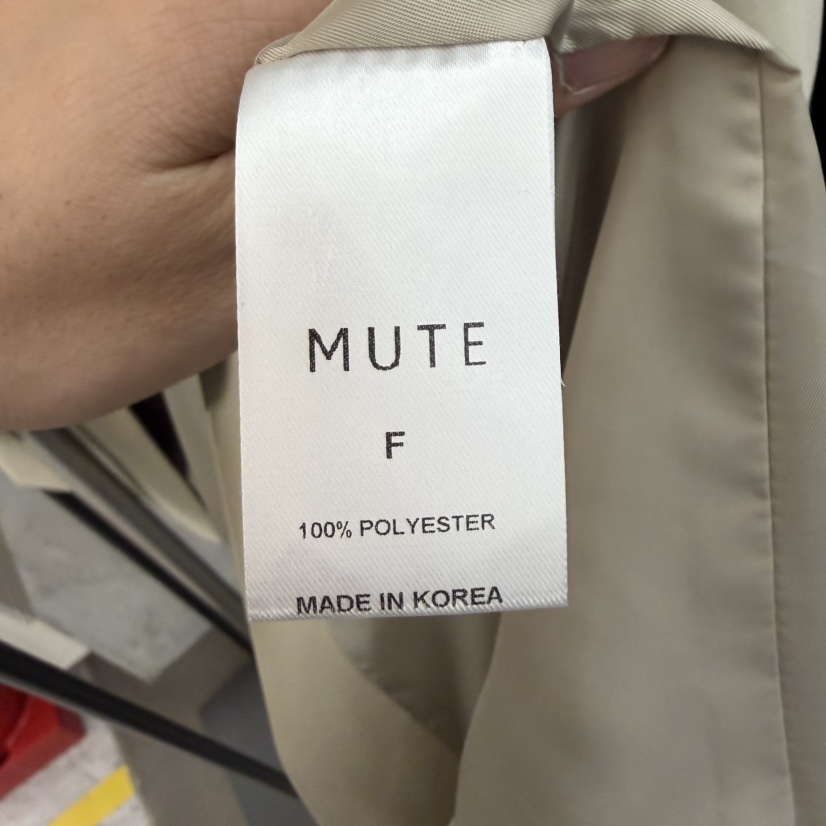 MUTE
F
100% POLYESTER
MADE IN KOREA